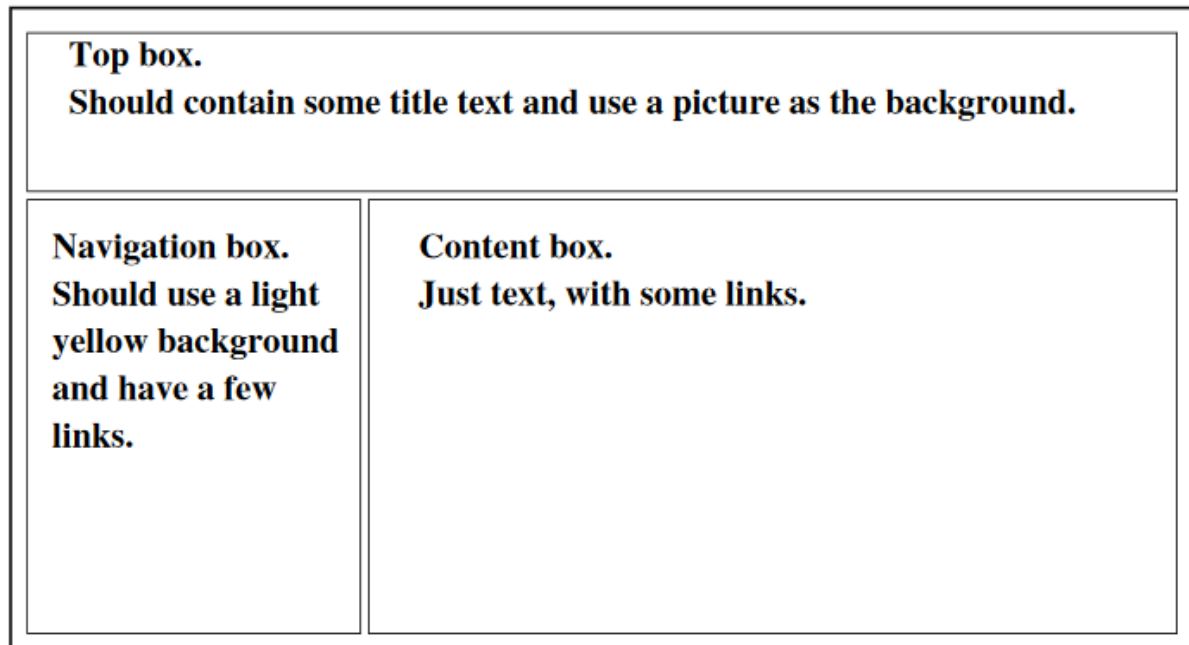 Top box.
Should contain some title text and use a picture as the background.
Navigation box.
Should use a light
yellow background
and have a few
links.
Content box.
Just text, with some links.